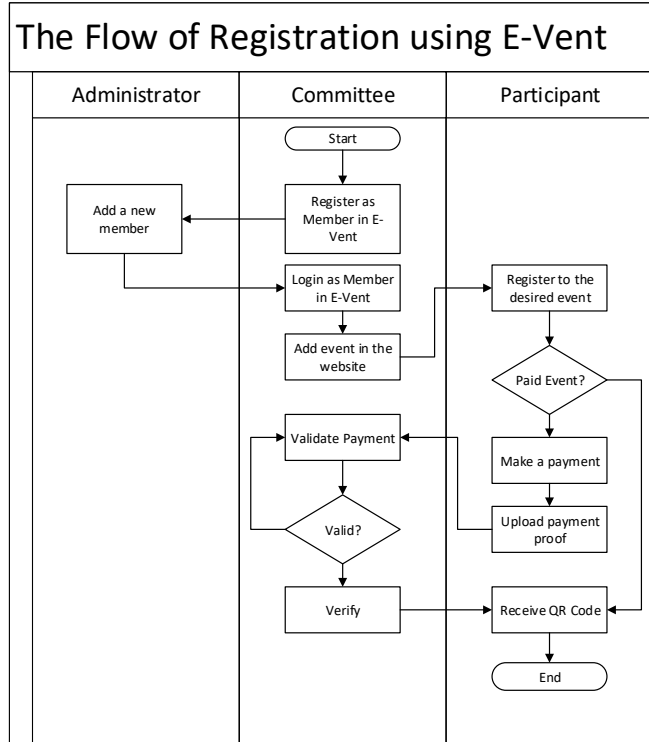 The Flow of Registration using E-Vent
Administrator
Committee
Participant
Start
Register as
Member in E-
Vent
Add a new
member
Login as Member
in E-Vent
Add event in the
website
Register to the
desired event
Paid Event?
Make a payment
Upload payment
proof
Validate Payment
Valid?
Verify
Receive QR Code
End